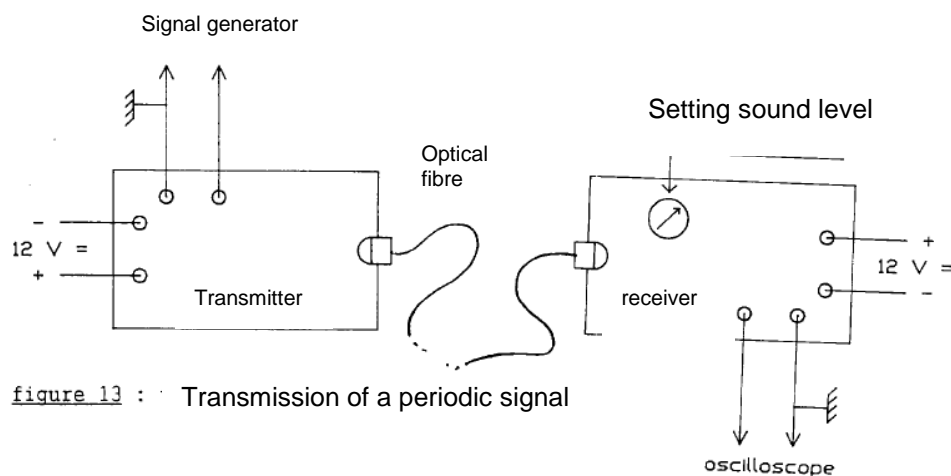 Signal generator
Setting sound level
Optical
fibre
-
12 V =
+
Transmitter
receiver
+
12 V =
-
figure 13 : Transmission of a periodic signal
oscilloscope